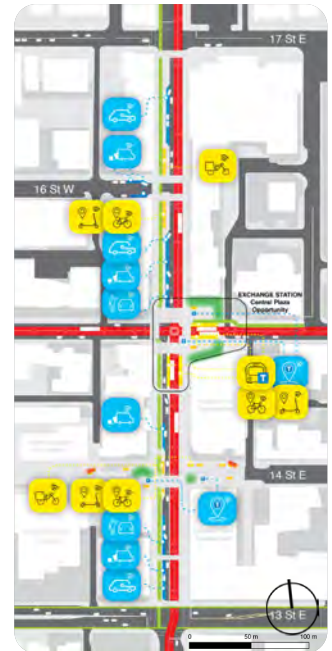 17 St E
16 St W
EXCHANGE STATION
Central Plaza
Opportunity
T
14 St E
13 St E
0 50 m 100 m